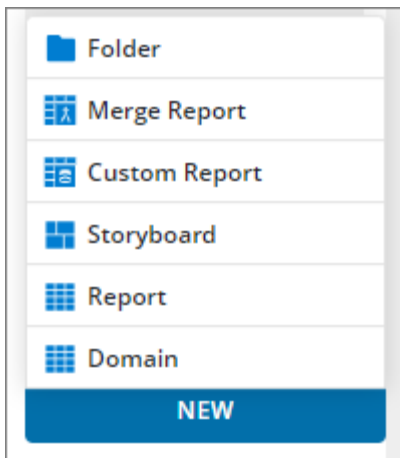 Folder
Merge Report
Custom Report
Storyboard
Report
Domain
NEW